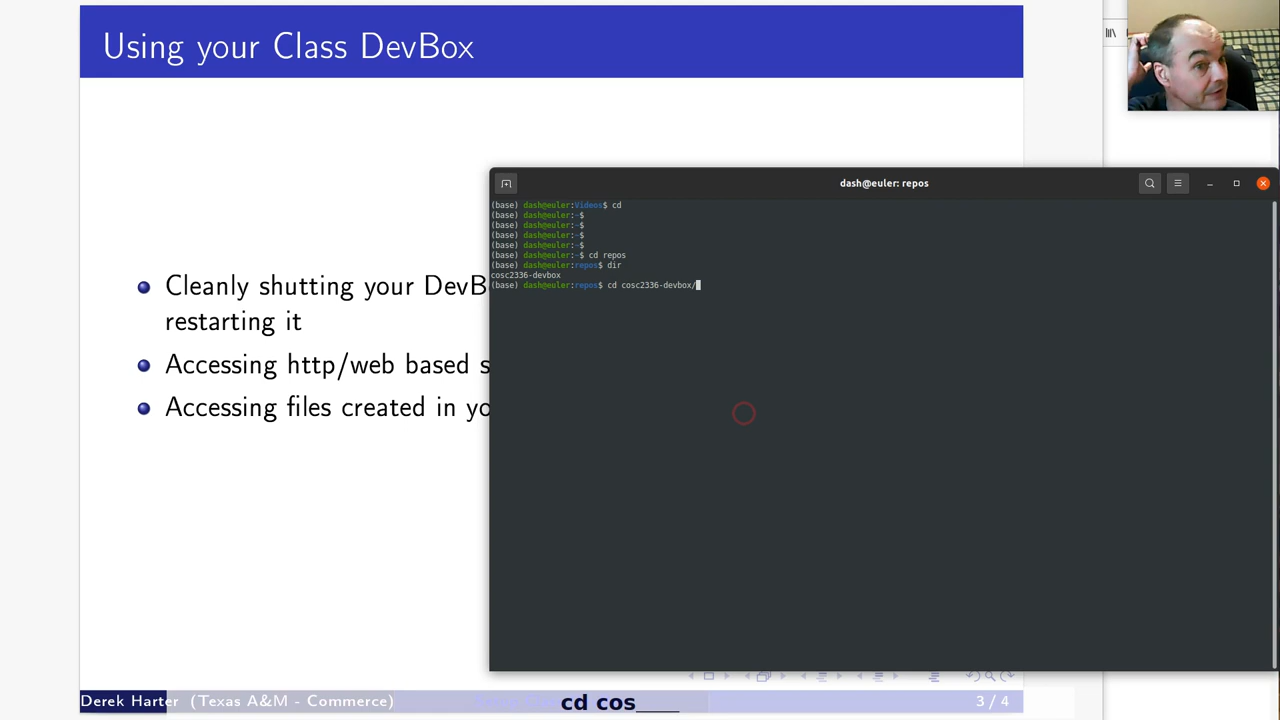 Using your Class DevBox
Cleanly shutting your DevB
restarting it
Accessing http/web based s
Accessing files created in yo
dash@euler: repos
(base) dash@euler:Videos$ cd
(base) dash@euler:~$
(base) dash@euler:~$
(base) dash@euler:~$
(base) dash@euler:~$
(base) dash@euler:~$ cd repos
(base) dash@euler:repos$ dir
cosc2336-devbox
(base) dash@euler:repos$ cd cosc2336-devbox/
Derek Harter (Texas A&M - Commerce)
cd cos____
3 / 4